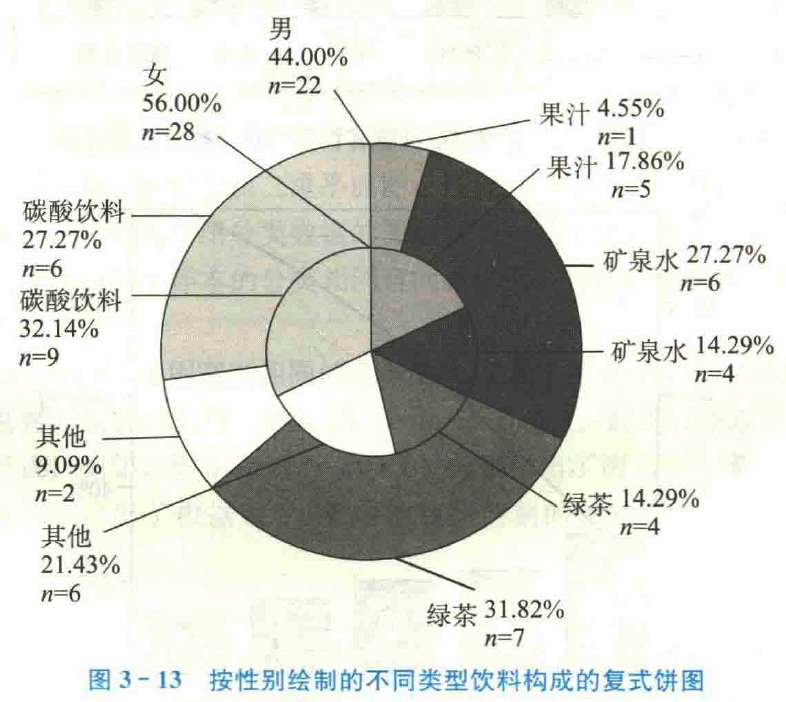 男
44.00%
n=22
女
56.00%
n=28
果汁 4.55%
n=1
果汁 17.86%
n=5
碳酸饮料
27.27%
n=6
矿泉水 27.27%
n=6
碳酸饮料
32.14%
n=9
矿泉水 14.29%
n=4
其他
9.09%
n=2
绿茶 14.29%
n=4
其他
21.43%
n=6
绿茶 31.82%
n=7
图 3-13 按性别绘制的不同类型饮料构成的复式饼图